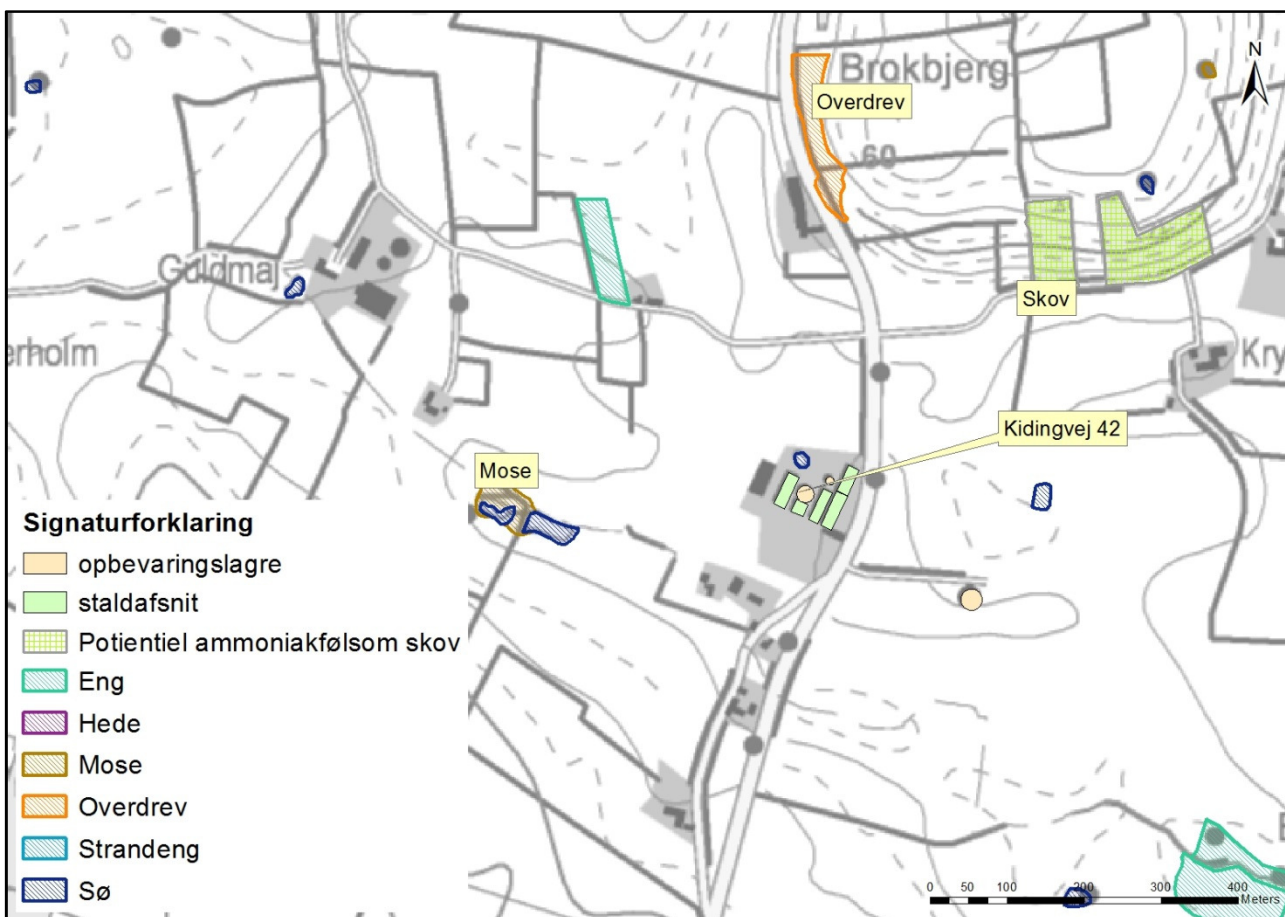 Brokbjerg
N
Overdrev
60
Guldmaj
Skov
erholm
Kry
Kidingvej 42
Mose
Signaturforklaring
opbevaringslagre
staldafsnit
Potientiel ammoniakfølsom skov
Eng
Hede
Mose
Overdrev
Strandeng
Sø
0 50 100 200 300 400
Meters